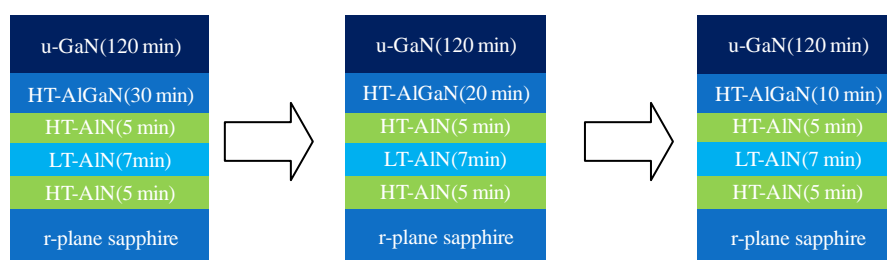 u-GaN(120 min)
HT-AlGaN(30 min)
HT-AlN(5 min)
LT-AlN(7min)
HT-AlN(5 min)
r-plane sapphire
u-GaN(120 min)
HT-AlGaN(20 min)
HT-AlN(5 min)
LT-AlN(7min)
HT-AlN(5 min)
r-plane sapphire
u-GaN(120 min)
HT-AlGaN(10 min)
HT-AlN(5 min)
LT-AlN(7 min)
HT-AlN(5 min)
r-plane sapphire